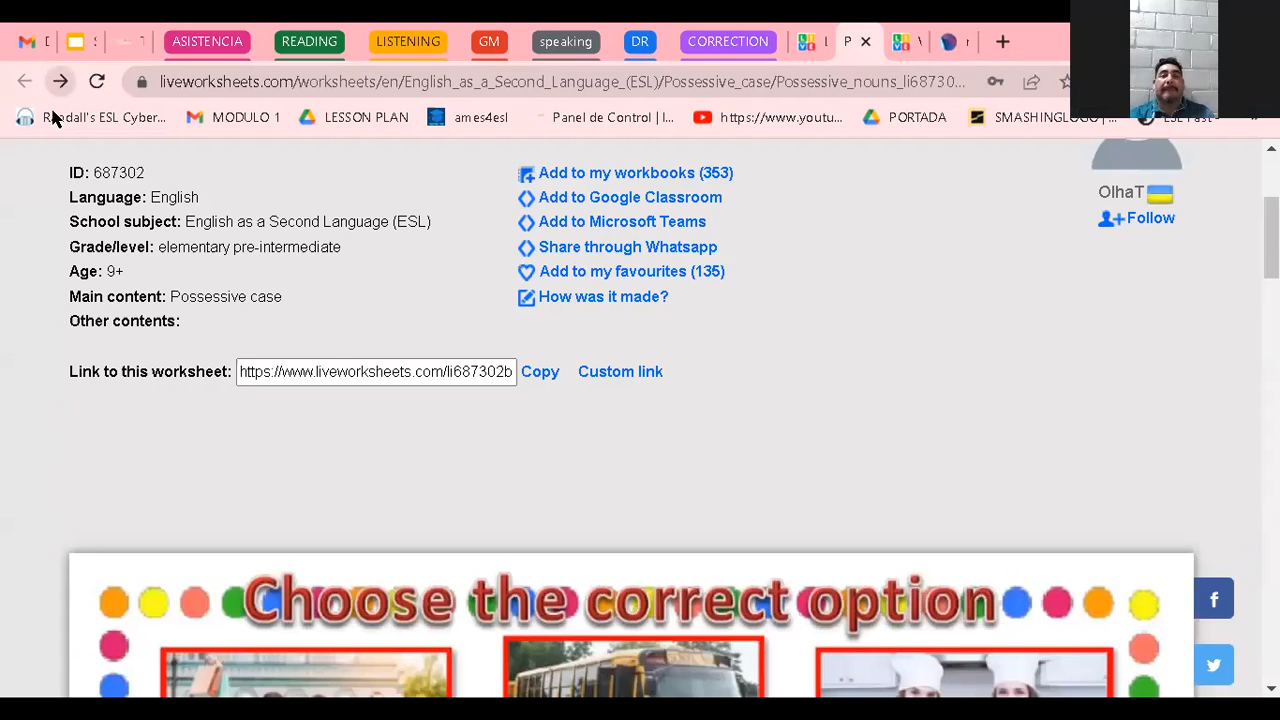 ASISTENCIA READING LISTENING GM speaking DR CORRECTION P
liveworksheets.com/worksheets/en/English_as_a_Second_Language_(ESL)/Possessive_case/Possessive_nouns_li68730...
Randall's ESL Cyber... MODULO 1 LESSON PLAN ames4esl Panel de Control | I... https://www.youtu... PORTADA SMASHINGLOGO
ID: 687302
Language: English
School subject: English as a Second Language (ESL)
Grade/level: elementary pre-intermediate
Age: 9+
Main content: Possessive case
Other contents:
Add to my workbooks (353)
Add to Google Classroom
Add to Microsoft Teams
Share through Whatsapp
Add to my favourites (135)
How was it made?
OlhaT
Follow
Link to this worksheet: https://www.liveworksheets.com/li687302b Copy Custom link
Choose the correct option